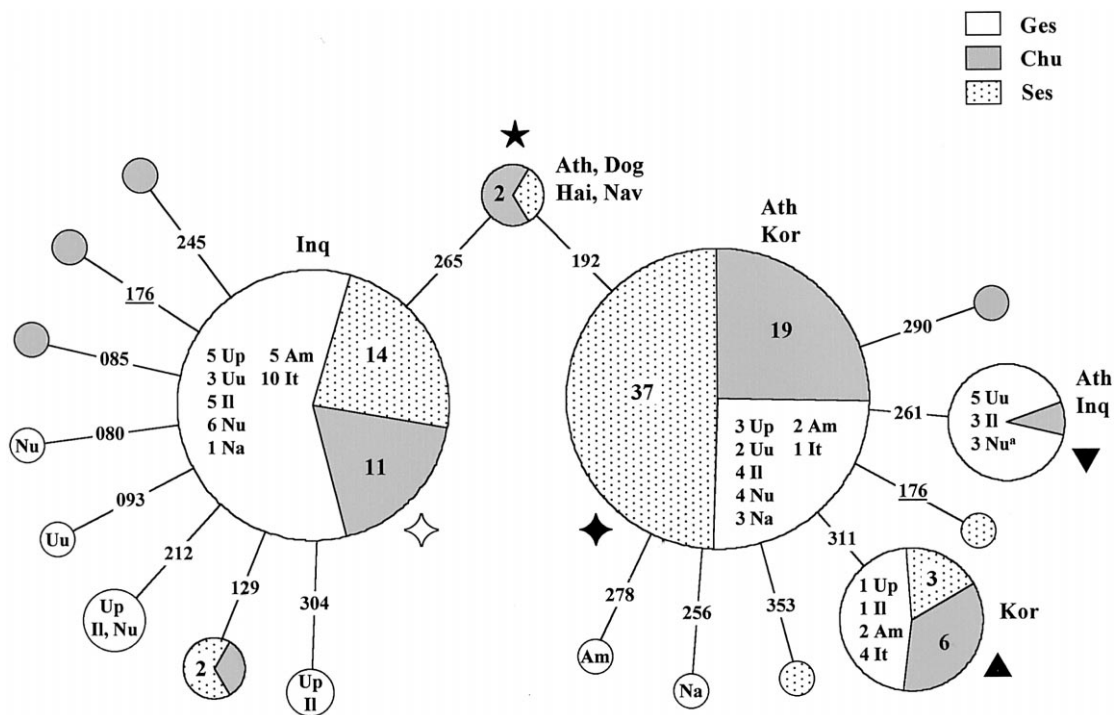 Ges
Chu
Ses
Ath, Dog
Hai, Nav
2
265
192
Inq
245
176
085
080
Nu
093
Uu
212
Up
Il, Nu
129
2
304
Up
Il
5 Up 5 Am
3 Uu 10 It
5 Il
6 Nu
1 Na
14
11
Ath
Kor
37
19
3 Up 2 Am
2 Uu 1 It
4 Il
4 Nu
3 Na
290
261
Ath
Inq
5 Uu
3 Il
3 Nuᵃ
176
311
1 Up
1 Il
2 Am
4 It
3
6
Kor
353
256
Na
278
Am